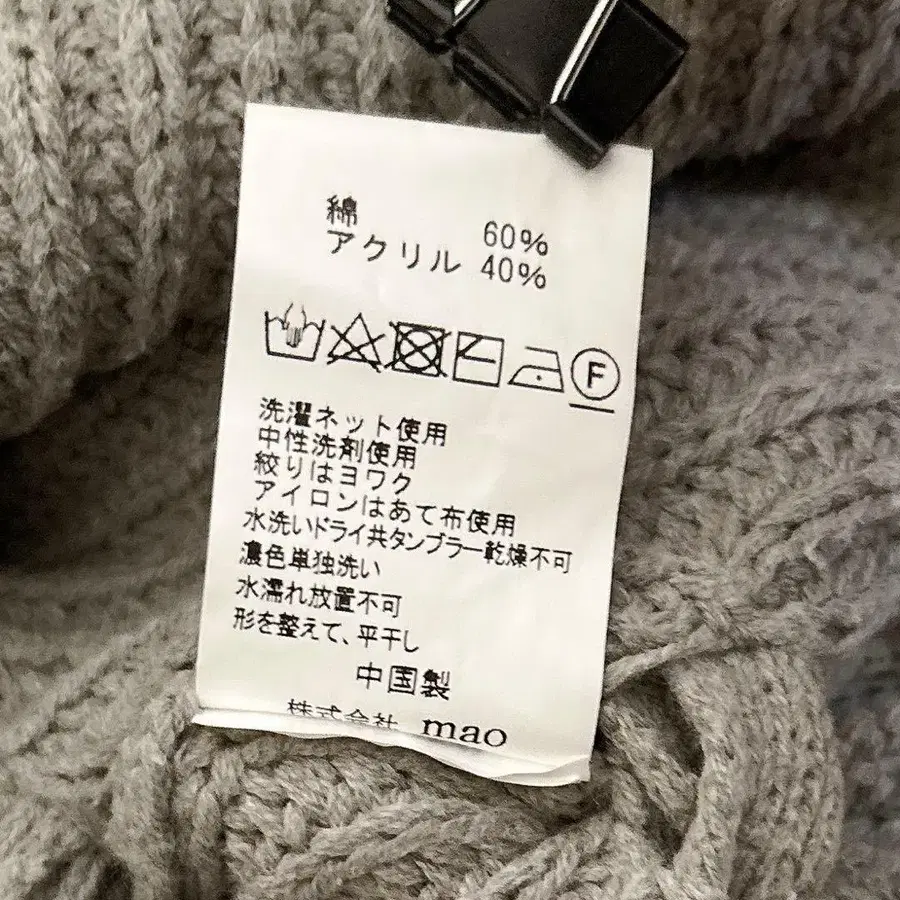 綿 60%
アクリル 40%
F
洗濯ネット使用
中性洗剤使用
絞りはヨワク
アイロンはあて布使用
水洗いドライ共タンブラー乾燥不可
濃色単独洗い
水濡れ放置不可
形を整えて、平干し
中国製
株式会社 mao